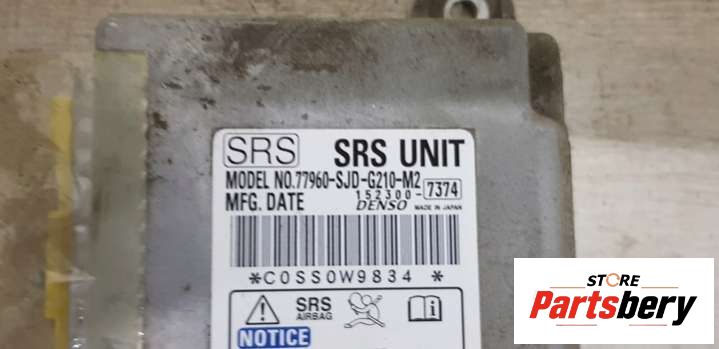 SRS SRS UNIT
MODEL NO.77960-SJD-G210-M2
152300-7374
MFG. DATE DENSO MADE IN JAPAN
*C0SS0W9834 *
SRS
AIRBAG
NOTICE
STORE
Partsbery